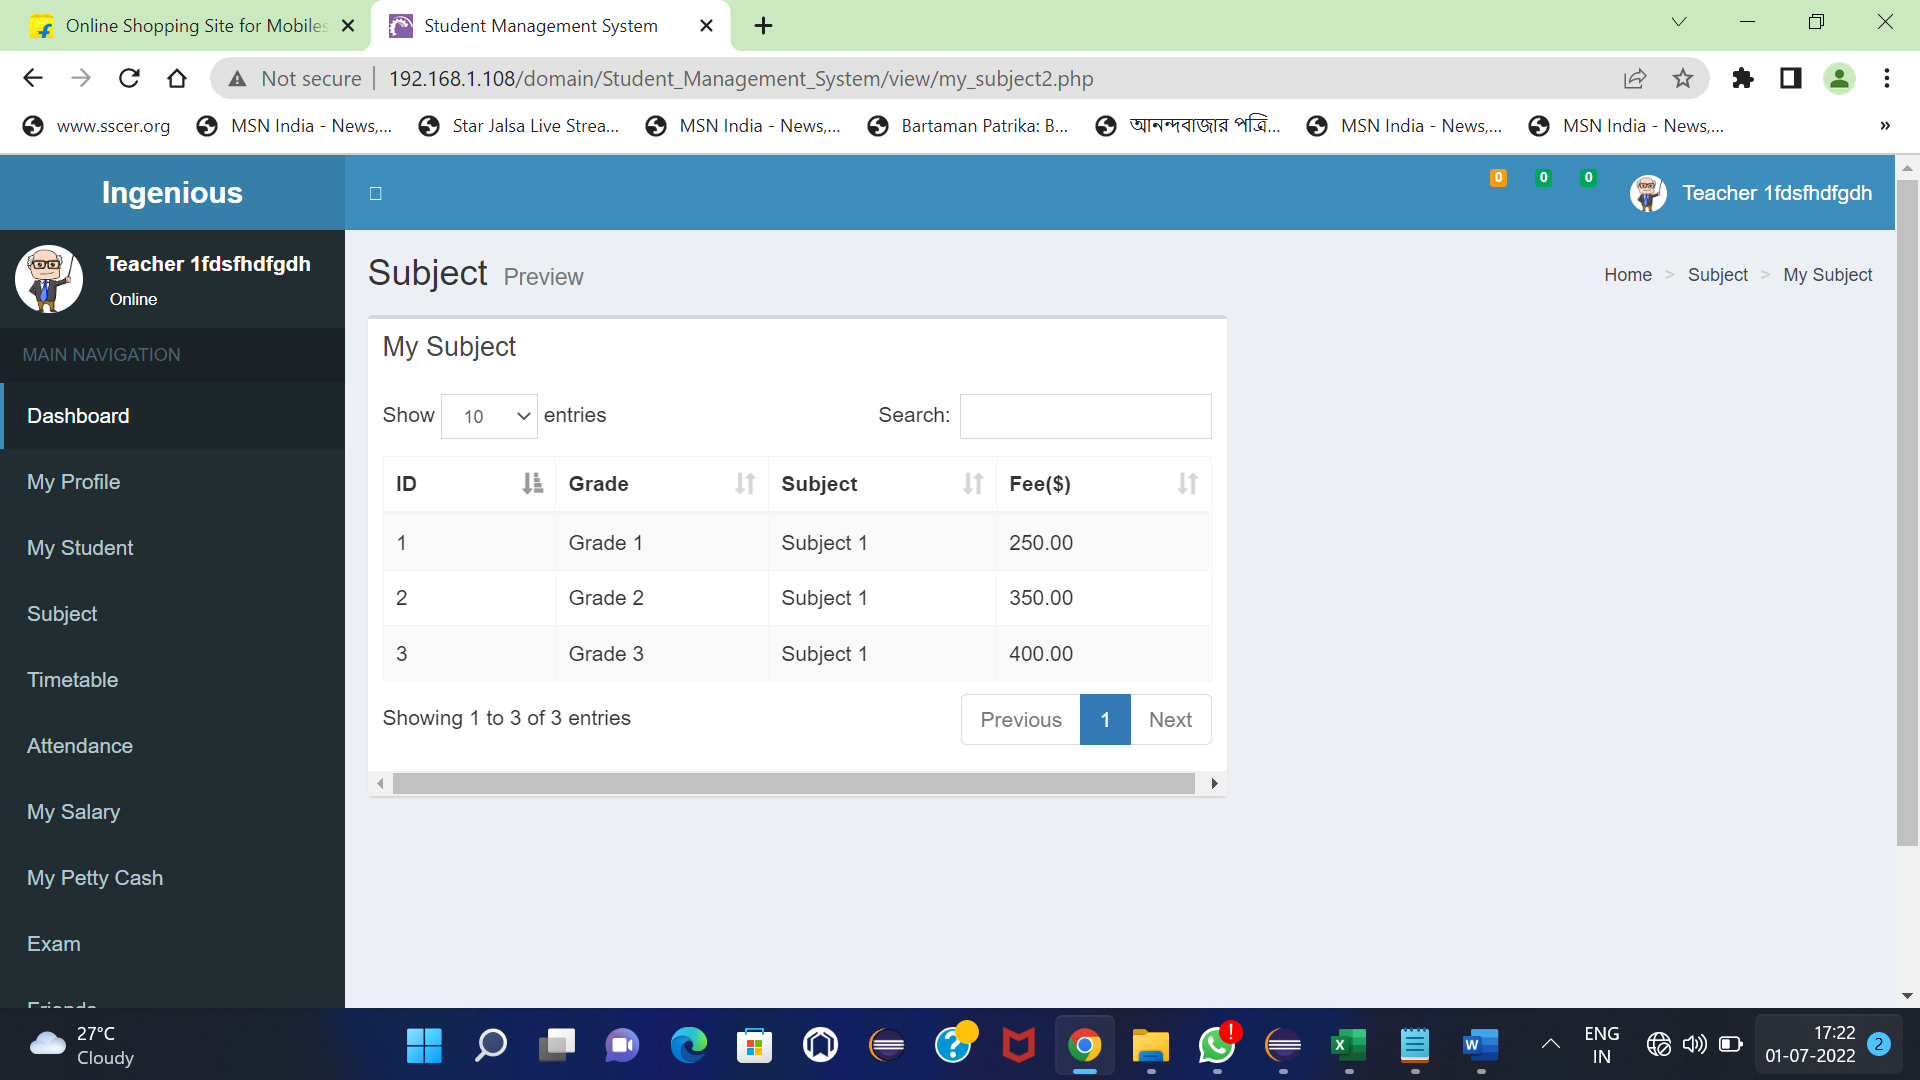 Online Shopping Site for Mobiles
Student Management System
Not secure
192.168.1.108/domain/Student_Management_System/view/my_subject2.php
www.sscer.org
MSN India - News,...
Star Jalsa Live Strea...
MSN India - News,...
Bartaman Patrika: B...
আনন্দবাজার পত্রি...
MSN India - News,...
MSN India - News,...
»
Ingenious
0
0
0
Teacher 1fdsfhdfgdh
Teacher 1fdsfhdfgdh
Online
MAIN NAVIGATION
Dashboard
My Profile
My Student
Subject
Timetable
Attendance
My Salary
My Petty Cash
Exam
Friends
Subject Preview
Home > Subject > My Subject
My Subject
Show 10 entries
Search:
ID Grade Subject Fee($)
1 Grade 1 Subject 1 250.00
2 Grade 2 Subject 1 350.00
3 Grade 3 Subject 1 400.00
Showing 1 to 3 of 3 entries
Previous 1 Next
27°C
Cloudy
ENG
IN
17:22
01-07-2022
2